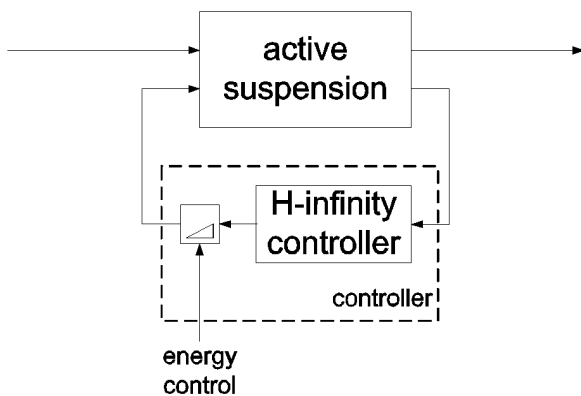 active
suspension
H-infinity
controller
controller
energy
control